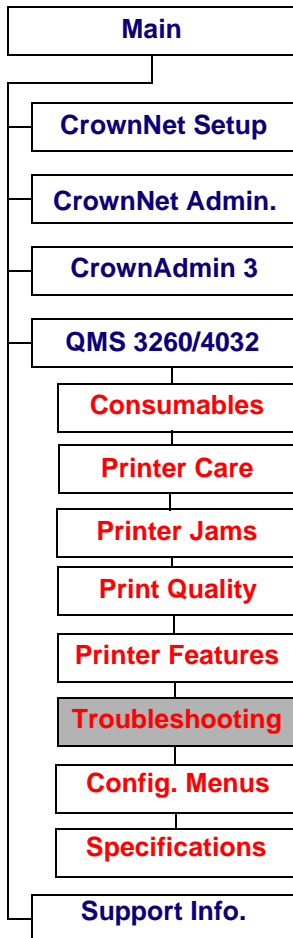 Main
CrownNet Setup
CrownNet Admin.
CrownAdmin 3
QMS 3260/4032
Consumables
Printer Care
Printer Jams
Print Quality
Printer Features
Troubleshooting
Config. Menus
Specifications
Support Info.